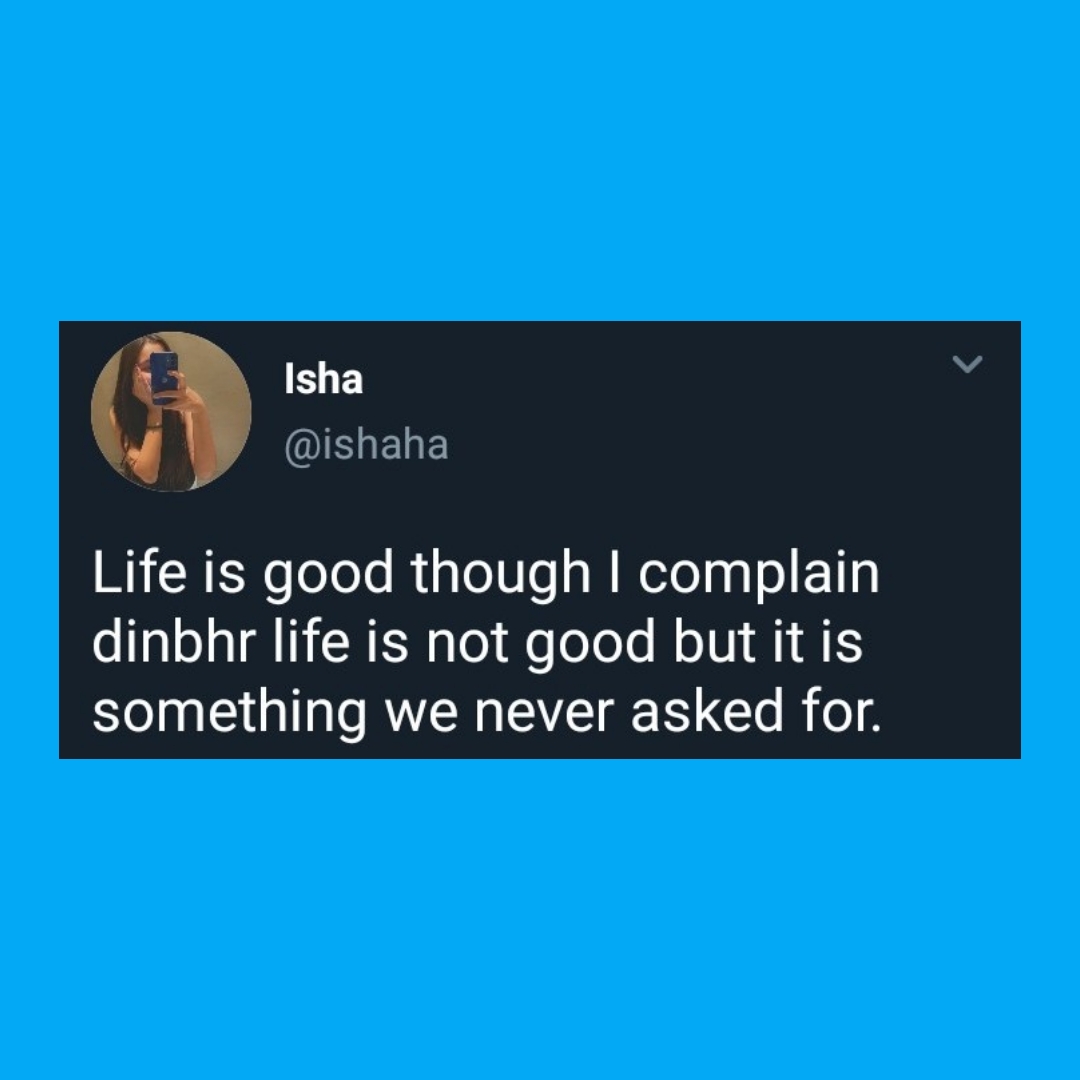 Isha
@ishaha
Life is good though I complain
dinbhr life is not good but it is
something we never asked for.